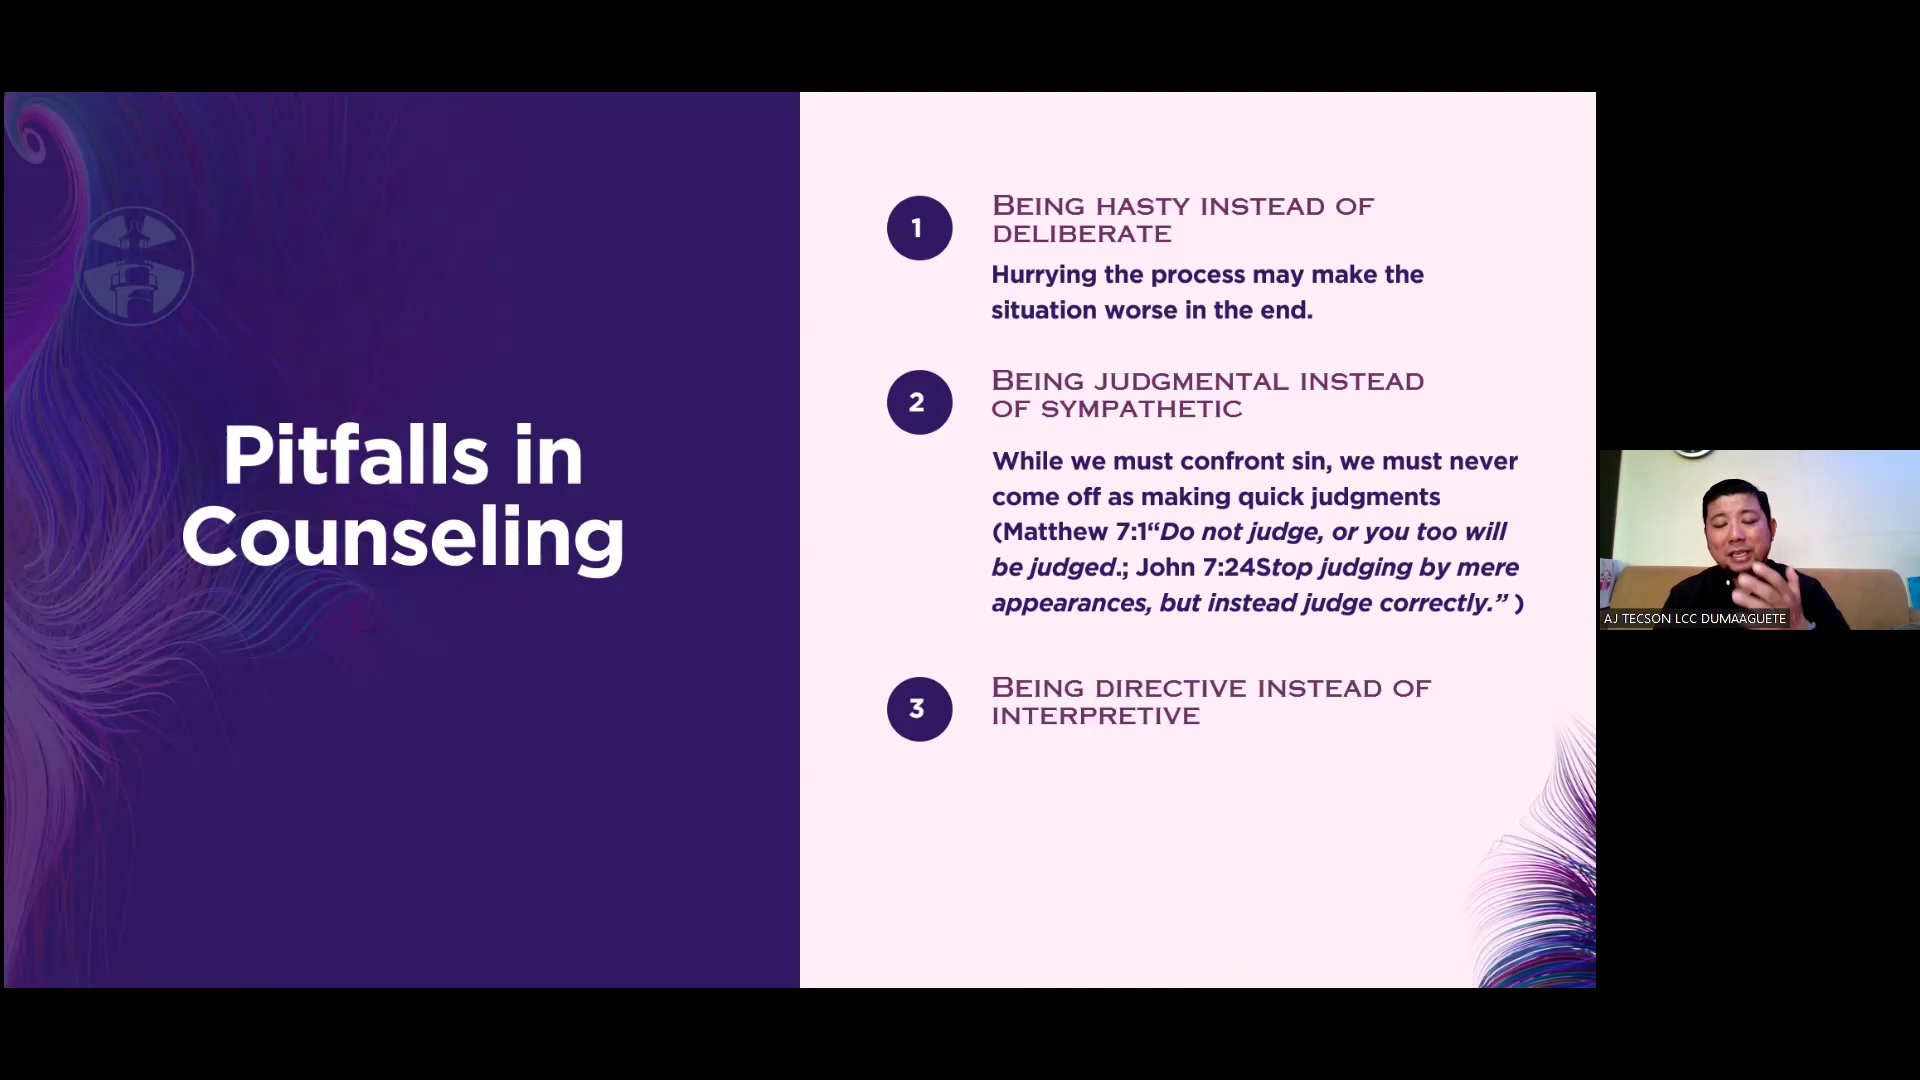 Pitfalls in
Counseling
1
BEING HASTY INSTEAD OF
DELIBERATE
Hurrying the process may make the
situation worse in the end.
2
BEING JUDGMENTAL INSTEAD
OF SYMPATHETIC
While we must confront sin, we must never
come off as making quick judgments
(Matthew 7:1“Do not judge, or you too will
be judged.; John 7:24Stop judging by mere
appearances, but instead judge correctly.” )
3
BEING DIRECTIVE INSTEAD OF
INTERPRETIVE
AJ TECSON LCC DUMAAGUETE